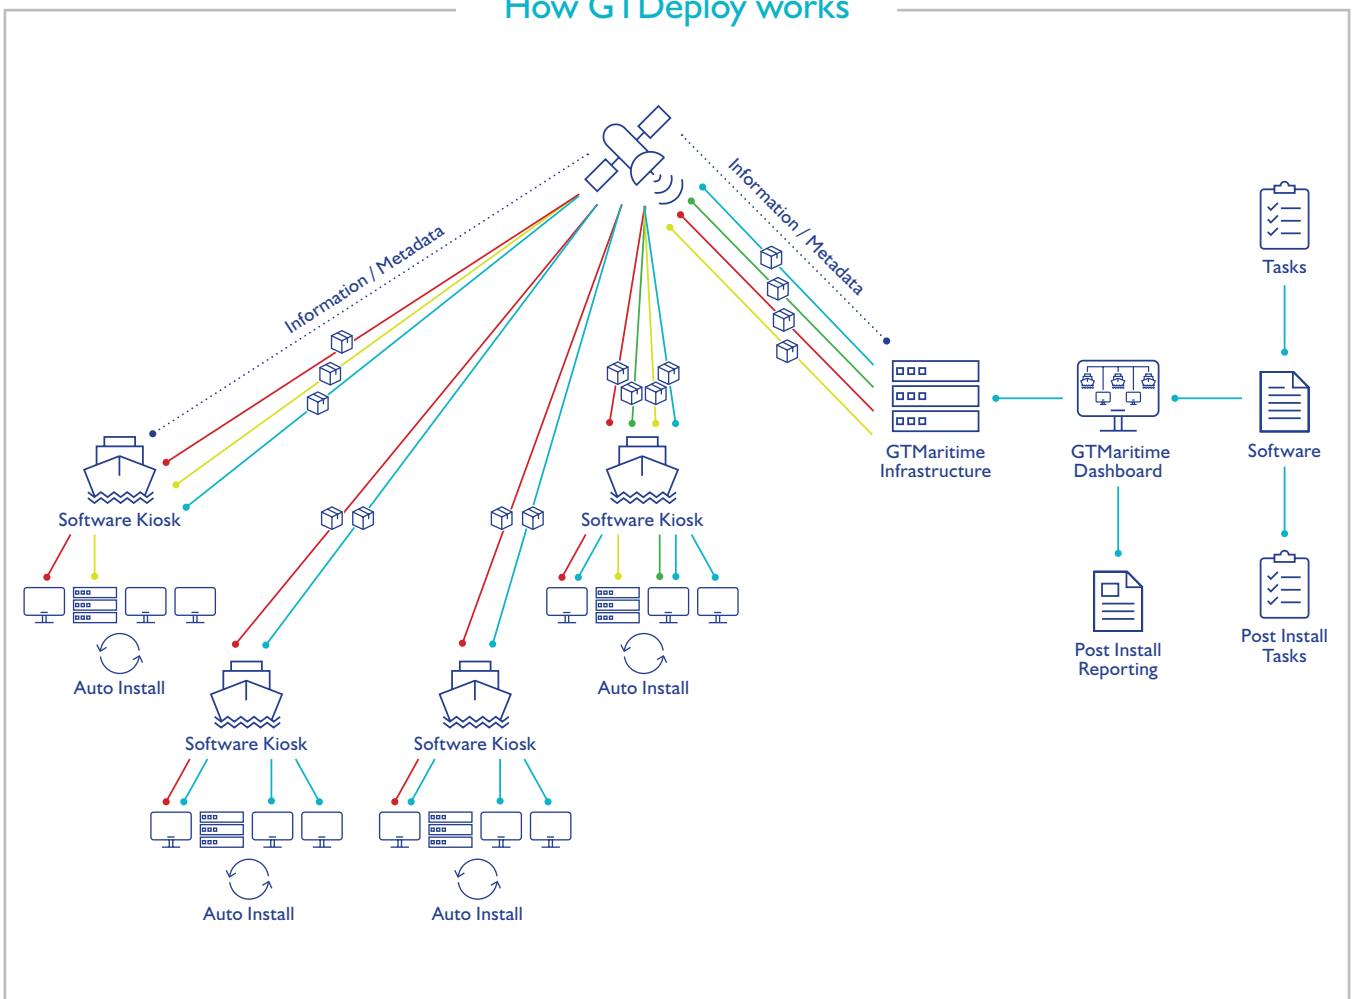 How GTDeploy works
Information / Metadata
Information / Metadata
Tasks
GTMaritime
Infrastructure
GTMaritime
Dashboard
Software
Software Kiosk
Software Kiosk
Post Install
Reporting
Post Install
Tasks
Auto Install
Auto Install
Software Kiosk
Software Kiosk
Auto Install
Auto Install